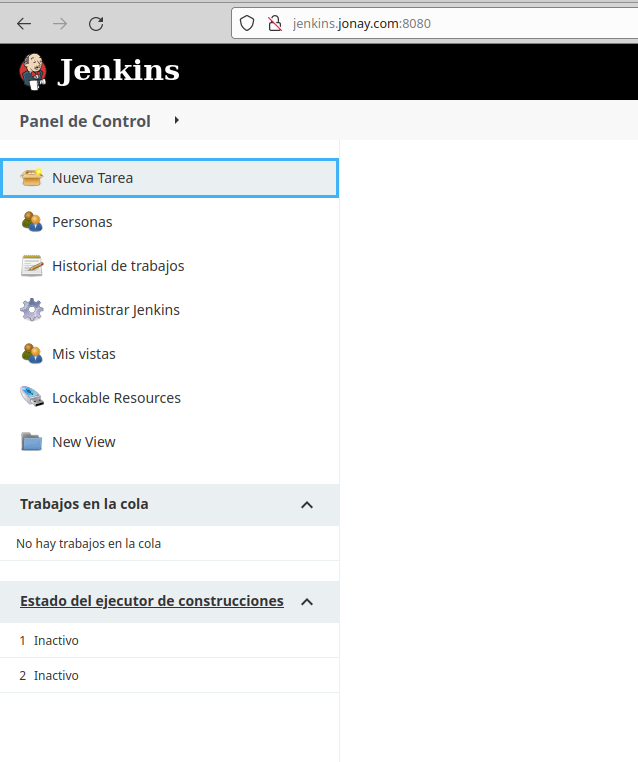 jenkins.jonay.com:8080
Jenkins
Panel de Control
Nueva Tarea
Personas
Historial de trabajos
Administrar Jenkins
Mis vistas
Lockable Resources
New View
Trabajos en la cola
No hay trabajos en la cola
Estado del ejecutor de construcciones
1 Inactivo
2 Inactivo